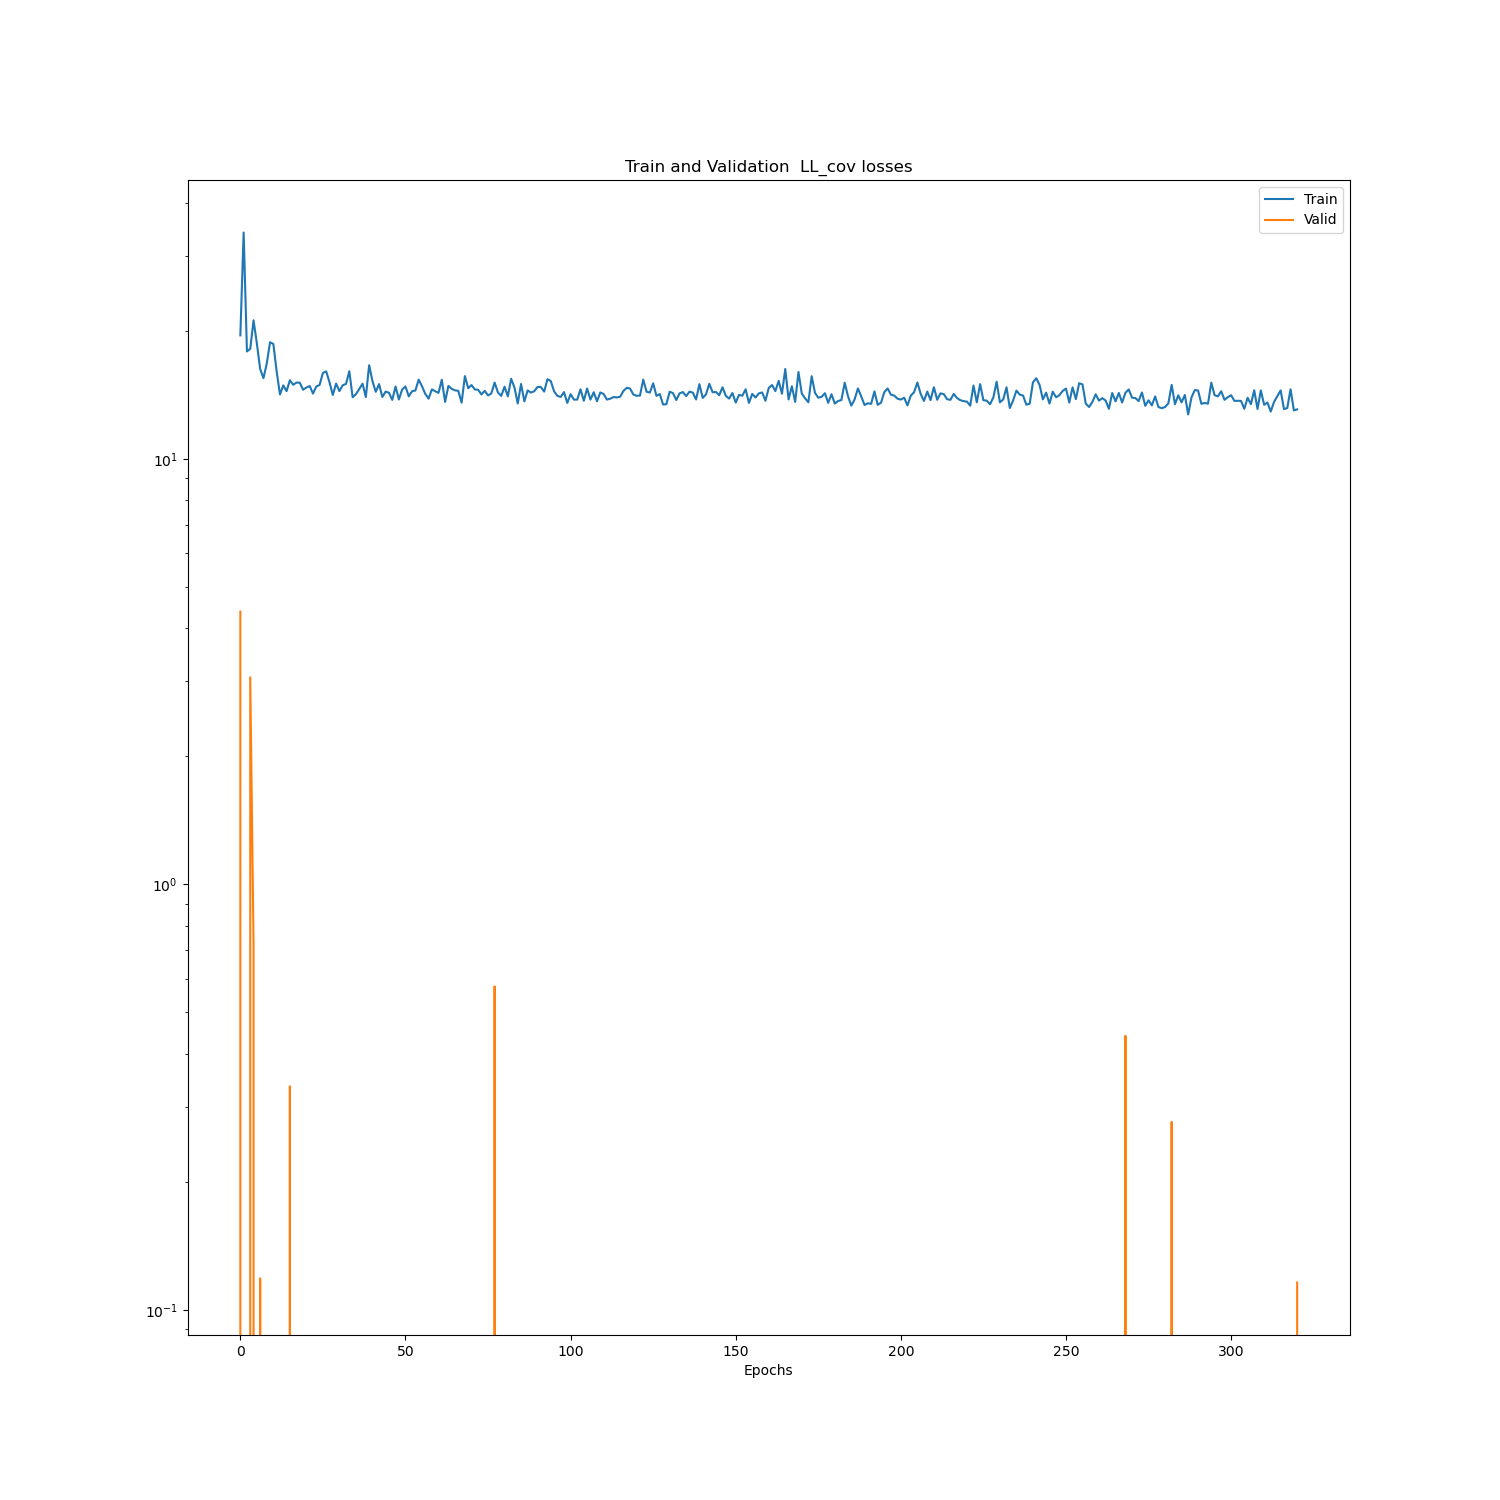 Train and Validation  LL_cov losses
Train
Valid
10¹
10⁰
10⁻¹
0 50 100 150 200 250 300
Epochs